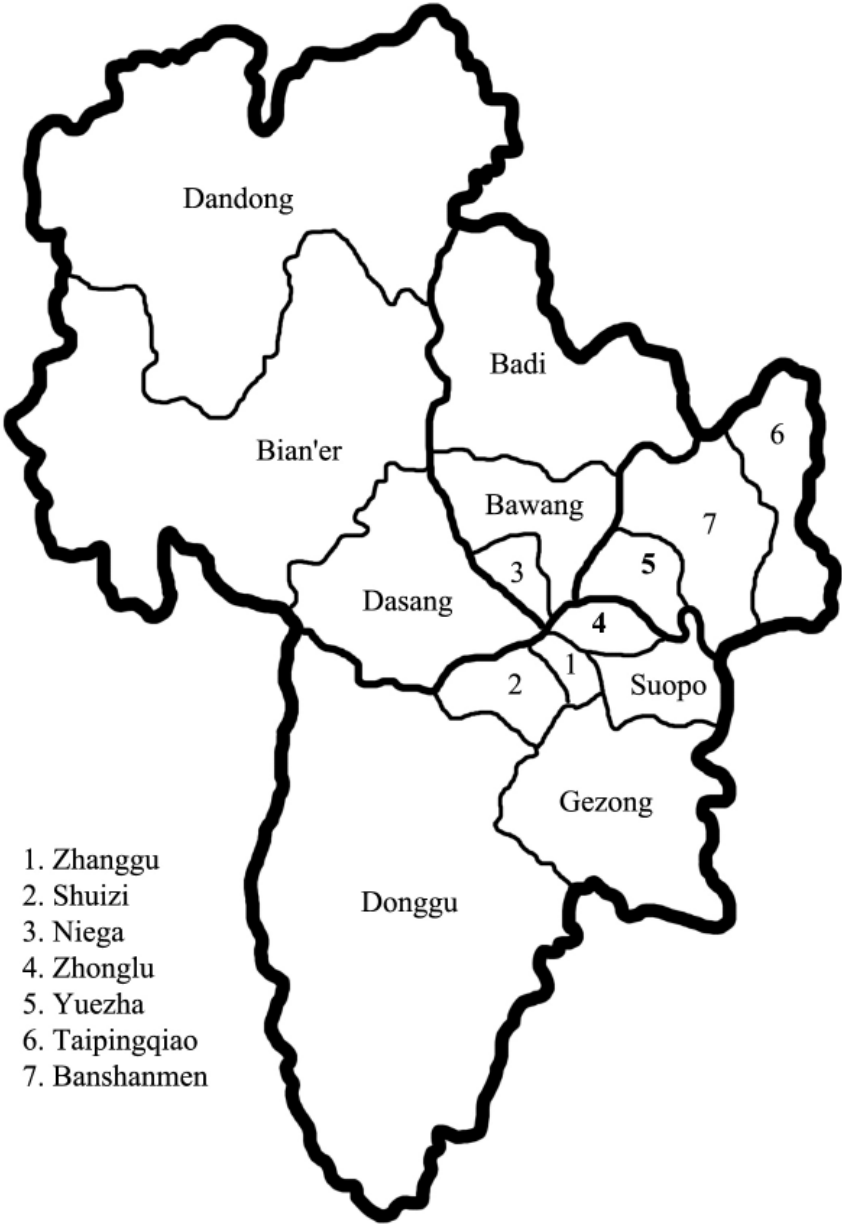 Dandong
Badi
6
Bian'er
Bawang
7
5
3
Dasang
4
1
2
Suopo
Gezong
Donggu
1. Zhanggu
2. Shuizi
3. Niega
4. Zhonglu
5. Yuezha
6. Taipingqiao
7. Banshanmen